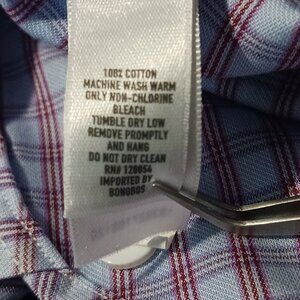 100% COTTON
MACHINE WASH WARM
ONLY NON-CHLORINE
BLEACH
TUMBLE DRY LOW
REMOVE PROMPTLY
AND HANG
DO NOT DRY CLEAN
RN# 128654
IMPORTED BY
BONOBOS